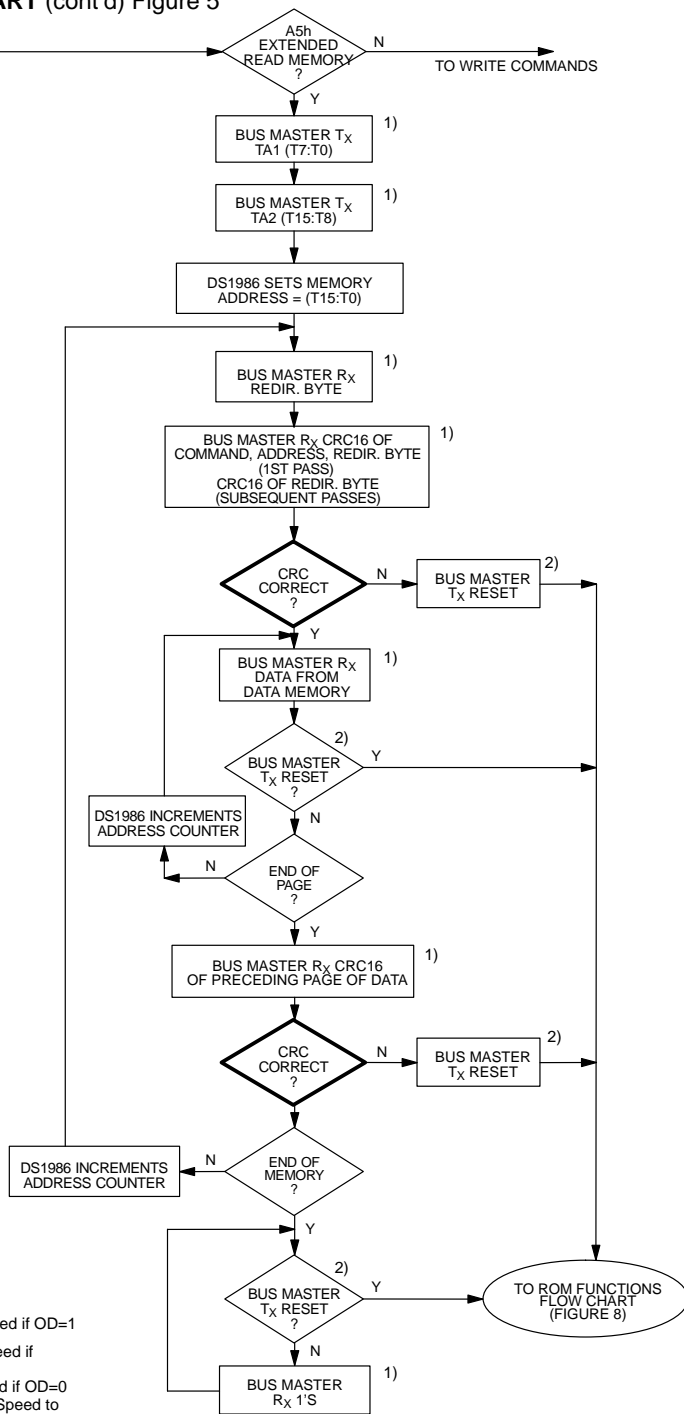 ART (cont'd) Figure 5
A5h
EXTENDED
READ MEMORY
?
N
TO WRITE COMMANDS
Y
BUS MASTER TX
TA1 (T7:T0)
1)
BUS MASTER TX
TA2 (T15:T8)
1)
DS1986 SETS MEMORY
ADDRESS = (T15:T0)
BUS MASTER RX
REDIR. BYTE
1)
BUS MASTER RX CRC16 OF
COMMAND, ADDRESS, REDIR. BYTE
(1ST PASS)
CRC16 OF REDIR. BYTE
(SUBSEQUENT PASSES)
1)
CRC
CORRECT
?
N
BUS MASTER
TX RESET
2)
Y
BUS MASTER RX
DATA FROM
DATA MEMORY
1)
BUS MASTER
TX RESET
?
2)
Y
N
DS1986 INCREMENTS
ADDRESS COUNTER
END OF
PAGE
?
N
Y
BUS MASTER RX CRC16
OF PRECEDING PAGE OF DATA
1)
CRC
CORRECT
?
N
BUS MASTER
TX RESET
2)
END OF
MEMORY
?
N
DS1986 INCREMENTS
ADDRESS COUNTER
Y
BUS MASTER
TX RESET
?
2)
Y
TO ROM FUNCTIONS
FLOW CHART
(FIGURE 8)
N
BUS MASTER
RX 1'S
1)
ed if OD=1
eed if
d if OD=0
Speed to